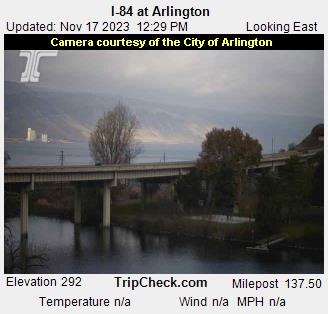 I-84 at Arlington
Updated: Nov 17 2023 12:29 PM Looking East
Camera courtesy of the City of Arlington
Elevation 292 TripCheck.com Milepost 137.50
Temperature n/a Wind n/a MPH n/a